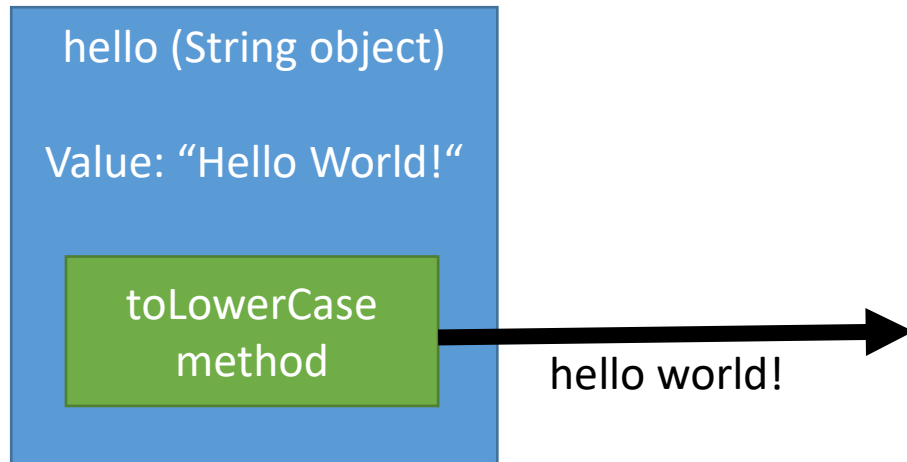 hello (String object)
Value: “Hello World!“
toLowerCase
method
hello world!